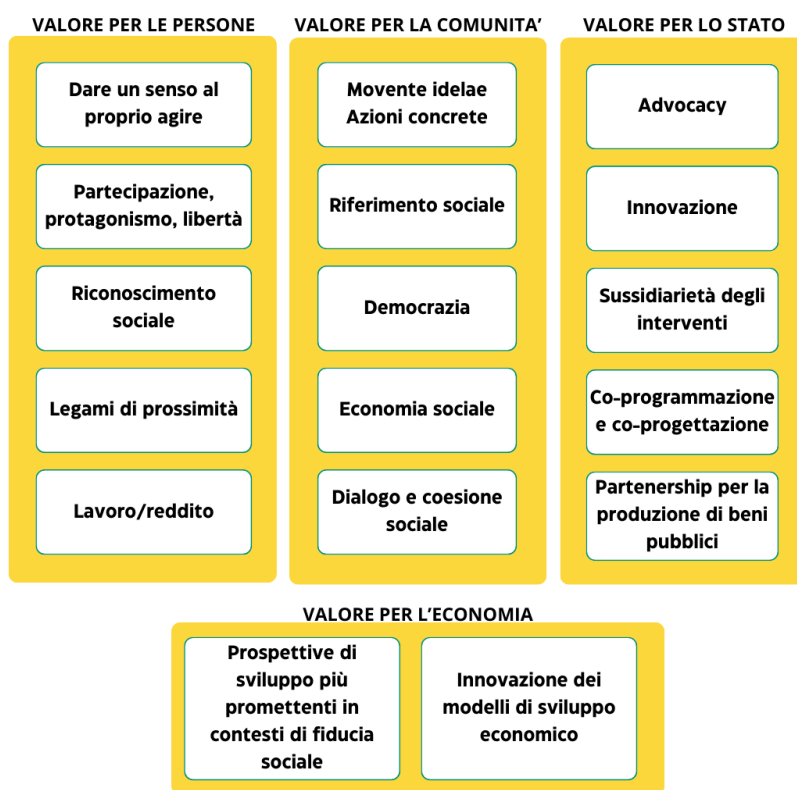 VALORE PER LE PERSONE
Dare un senso al
proprio agire
Partecipazione,
protagonismo, libertà
Riconoscimento
sociale
Legami di prossimità
Lavoro/reddito
VALORE PER LA COMUNITA’
Movente idelae
Azioni concrete
Riferimento sociale
Democrazia
Economia sociale
Dialogo e coesione
sociale
VALORE PER LO STATO
Advocacy
Innovazione
Sussidiarietà degli
interventi
Co-programmazione
e co-progettazione
Partenership per la
produzione di beni
pubblici
VALORE PER L’ECONOMIA
Prospettive di
sviluppo più
promettenti in
contesti di fiducia
sociale
Innovazione dei
modelli di sviluppo
economico